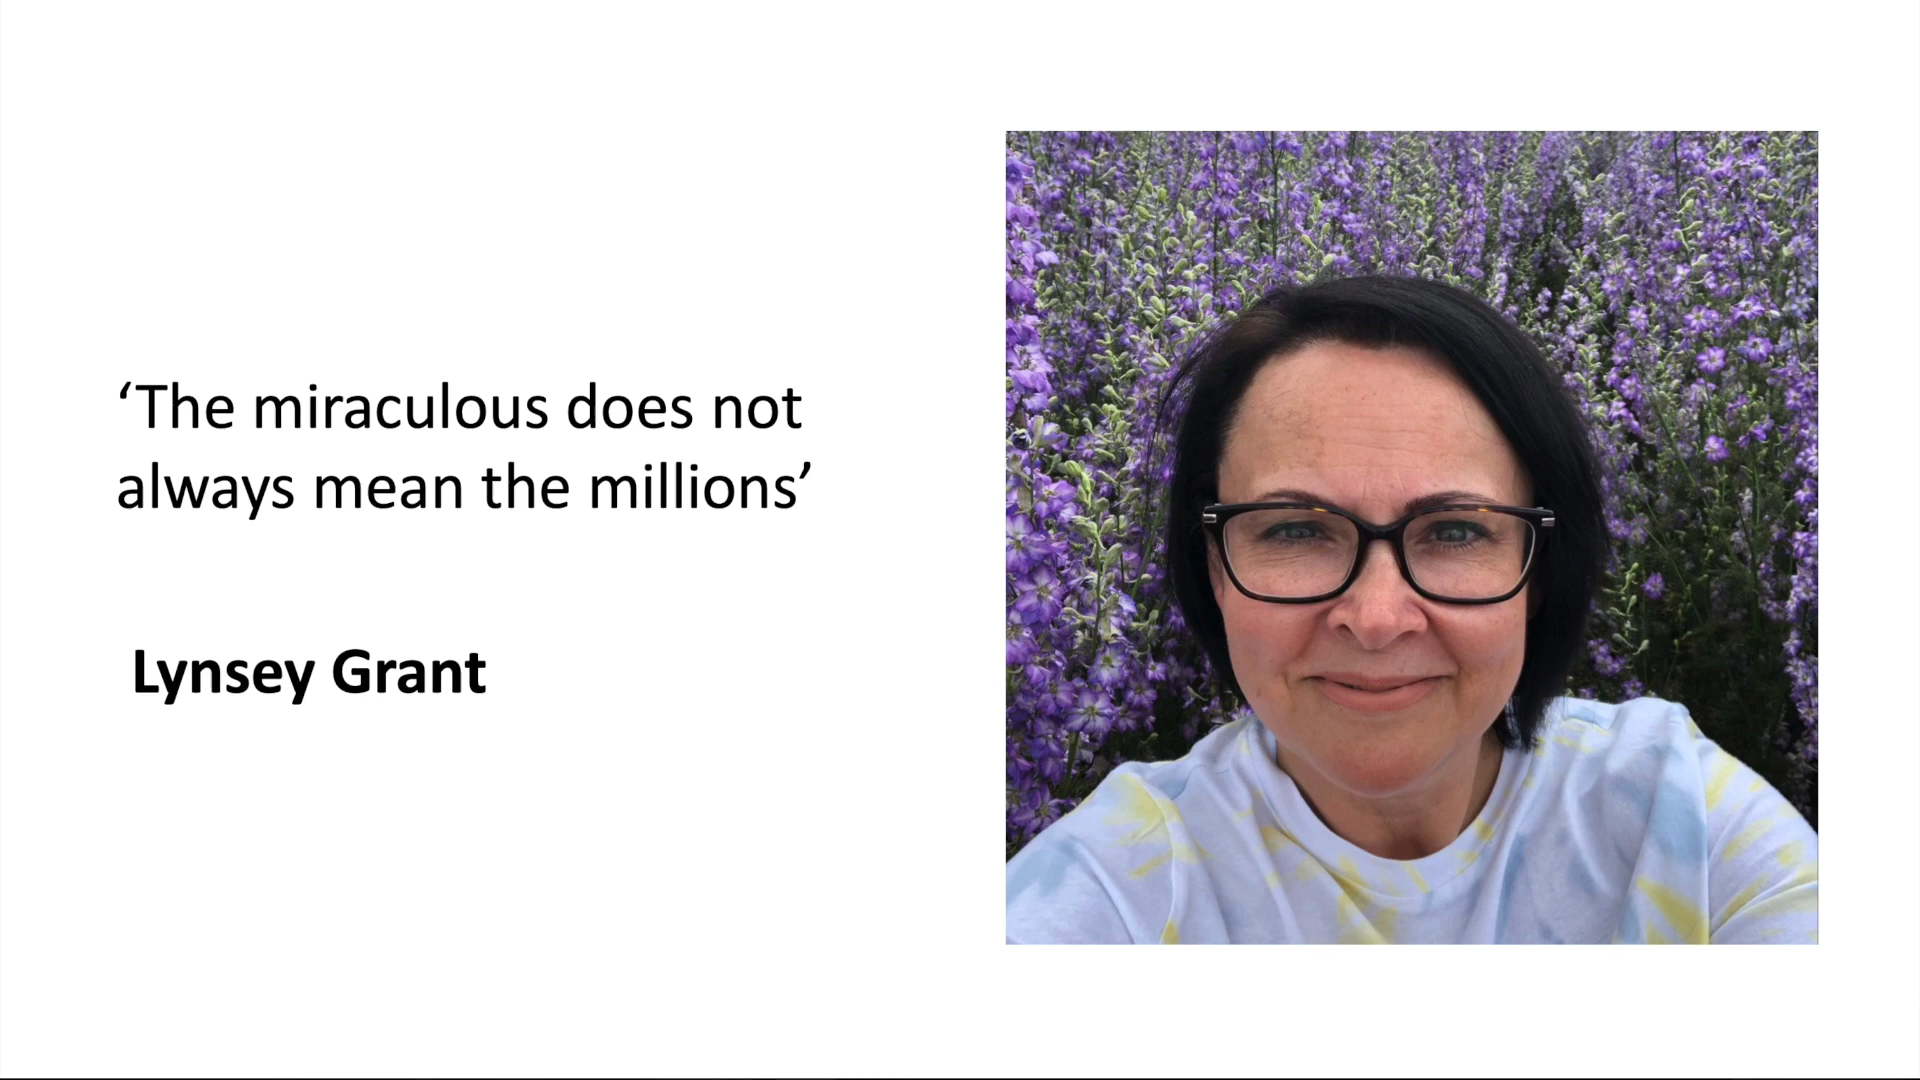 ‘The miraculous does not
always mean the millions’
Lynsey Grant